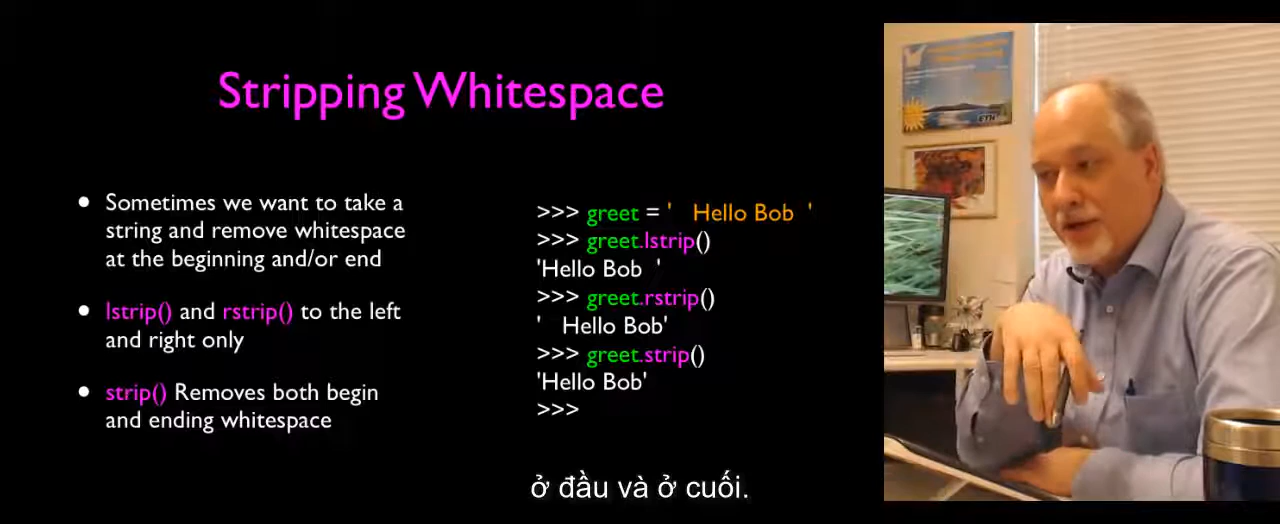 Stripping Whitespace
Sometimes we want to take a
string and remove whitespace
at the beginning and/or end
lstrip() and rstrip() to the left
and right only
strip() Removes both begin
and ending whitespace
>>> greet = '   Hello Bob  '
>>> greet.lstrip()
'Hello Bob  '
>>> greet.rstrip()
'   Hello Bob'
>>> greet.strip()
'Hello Bob'
>>>
ETH
ở đầu và ở cuối.